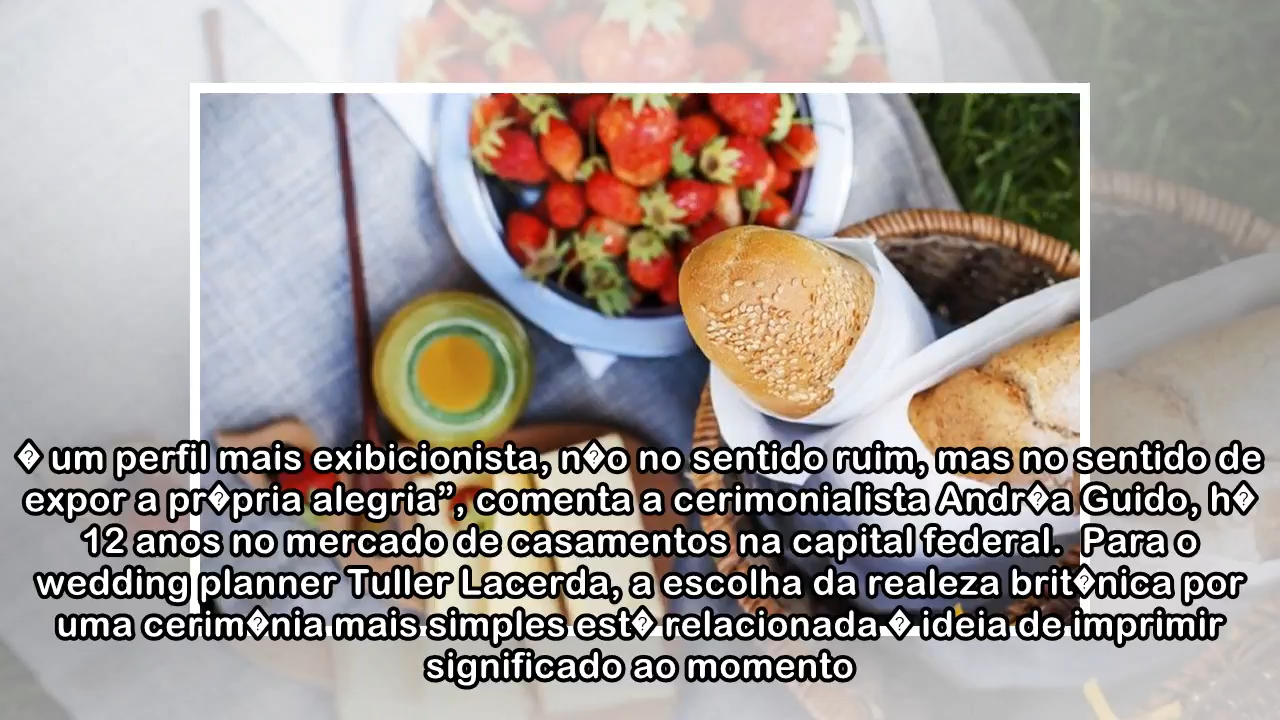 � um perfil mais exibicionista, n�o no sentido ruim, mas no sentido de
expor a pr�pria alegria”, comenta a cerimonialista Andr�a Guido, h�
12 anos no mercado de casamentos na capital federal. Para o
wedding planner Tuller Lacerda, a escolha da realeza brit�nica por
uma cerim�nia mais simples est� relacionada � ideia de imprimir
significado ao momento